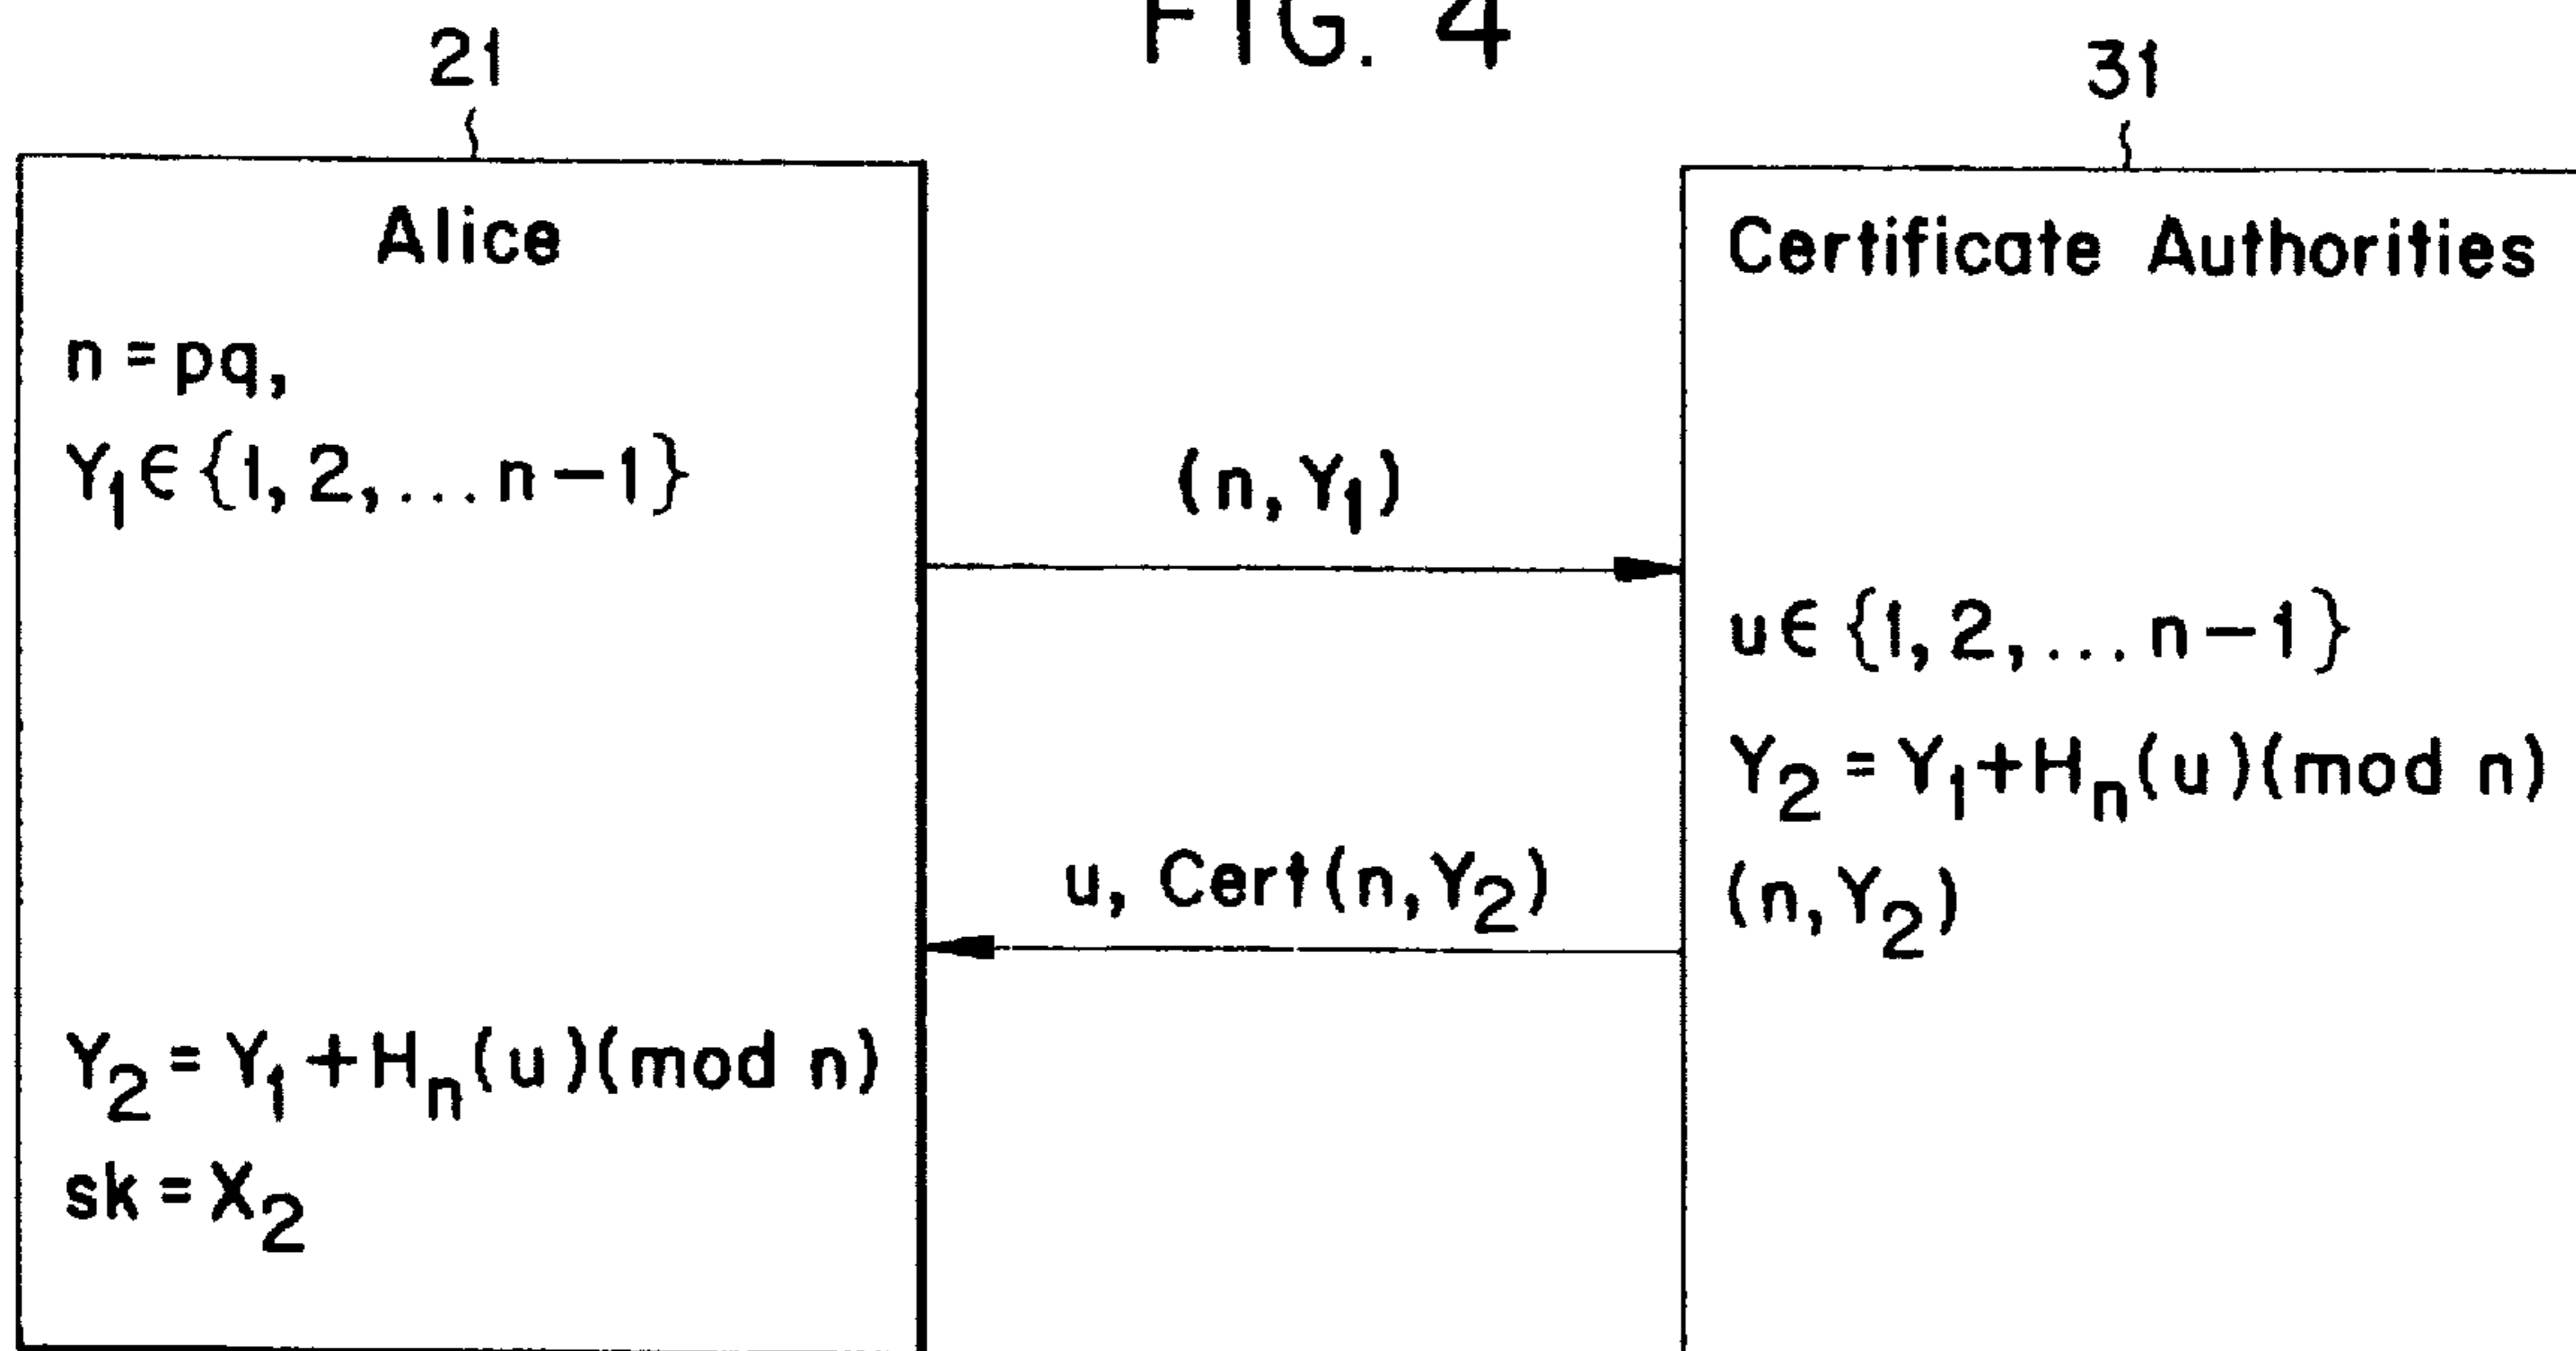 FIG. 4
21
31
Alice
n = pq,
Y₁ ∈ {1, 2, ... n − 1}
(n, Y₁)
Certificate Authorities
u ∈ {1, 2, ... n − 1}
Y₂ = Y₁ + Hₙ(u)(mod n)
(n, Y₂)
u, Cert(n, Y₂)
Y₂ = Y₁ + Hₙ(u)(mod n)
sk = X₂